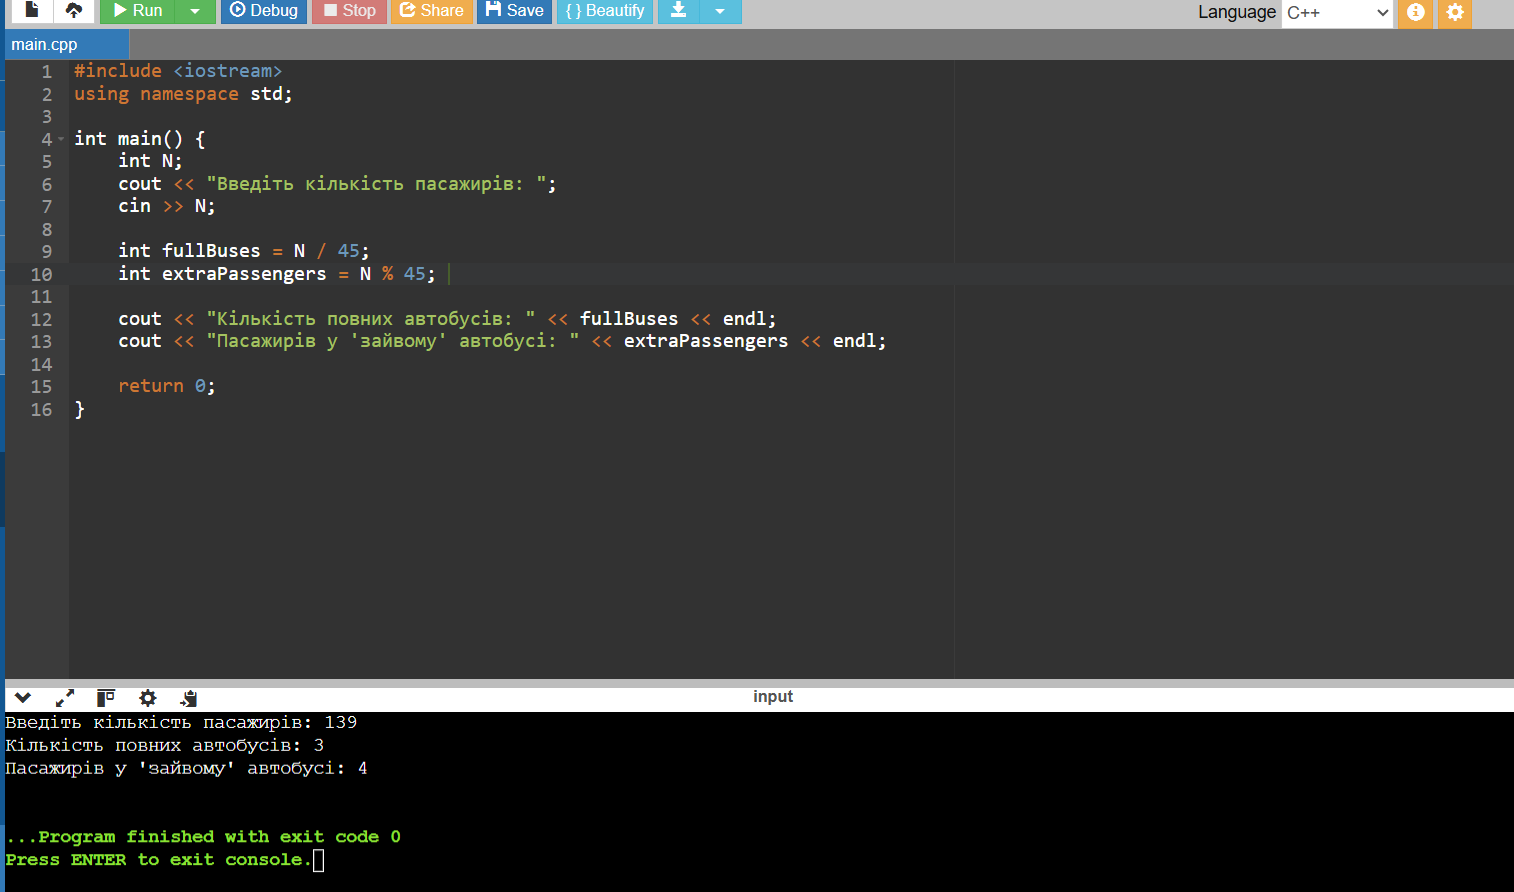 Run Debug Stop Share Save { } Beautify Language C++
main.cpp
1 #include <iostream>
2 using namespace std;
3
4 int main() {
5 int N;
6 cout << "Введіть кількість пасажирів: ";
7 cin >> N;
8
9 int fullBuses = N / 45;
10 int extraPassengers = N % 45;
11
12 cout << "Кількість повних автобусів: " << fullBuses << endl;
13 cout << "Пасажирів у 'зайвому' автобусі: " << extraPassengers << endl;
14
15 return 0;
16 }
input
Введіть кількість пасажирів: 139
Кількість повних автобусів: 3
Пасажирів у 'зайвому' автобусі: 4
...Program finished with exit code 0
Press ENTER to exit console.